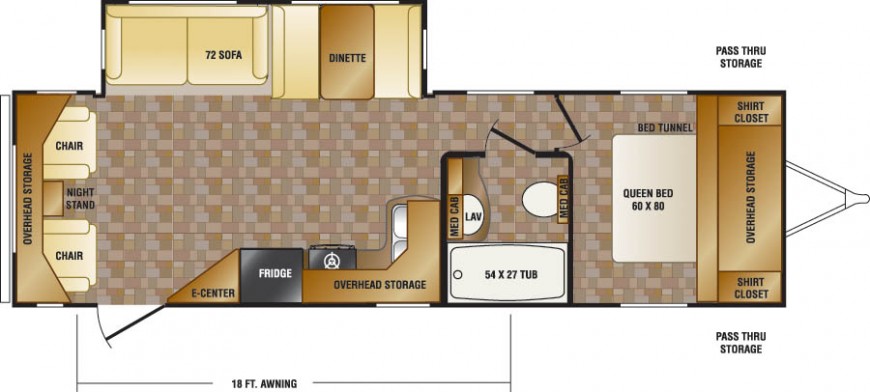 72 SOFA
DINETTE
PASS THRU
STORAGE
OVERHEAD STORAGE
CHAIR
NIGHT
STAND
CHAIR
E-CENTER
FRIDGE
OVERHEAD STORAGE
MED CAB
LAV
MED CAB
54 X 27 TUB
BED TUNNEL
QUEEN BED
60 X 80
SHIRT
CLOSET
OVERHEAD STORAGE
SHIRT
CLOSET
PASS THRU
STORAGE
18 FT. AWNING